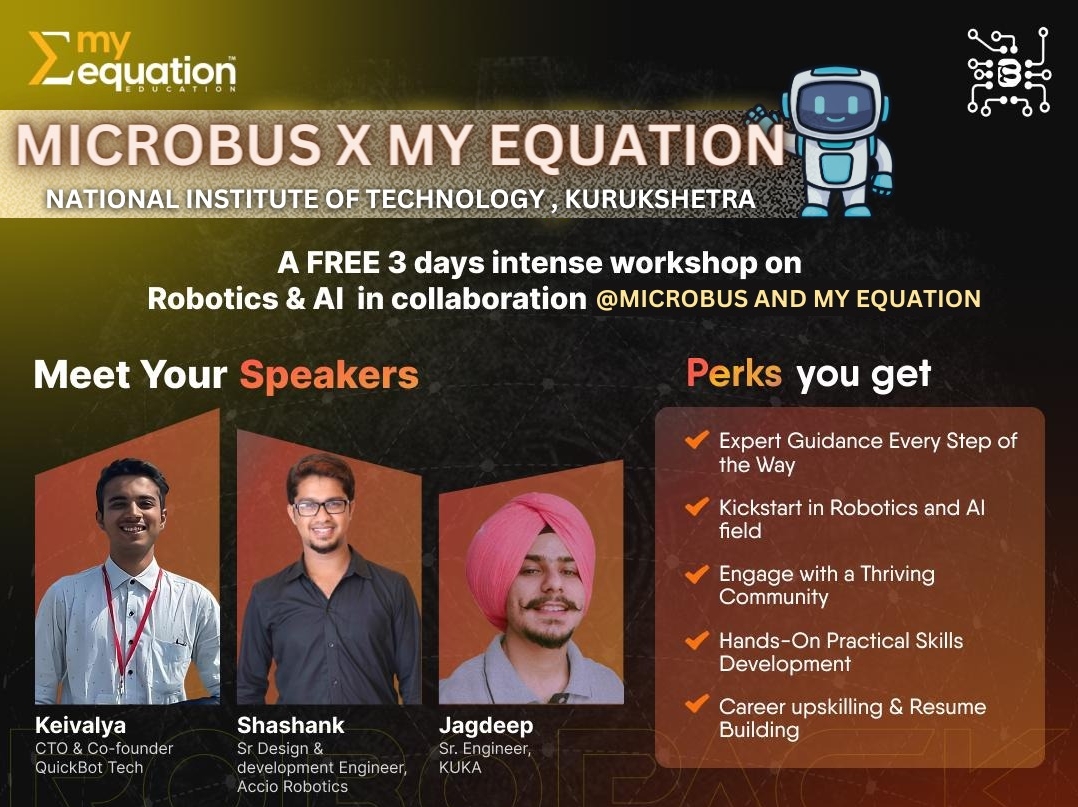 my
equation™
EDUCATION
MICROBUS X MY EQUATION
NATIONAL INSTITUTE OF TECHNOLOGY , KURUKSHETRA
A FREE 3 days intense workshop on
Robotics & AI in collaboration @MICROBUS AND MY EQUATION
Meet Your Speakers
Perks you get
Expert Guidance Every Step of
the Way
Kickstart in Robotics and AI
field
Engage with a Thriving
Community
Hands-On Practical Skills
Development
Career upskilling & Resume
Building
Keivalya
CTO & Co-founder
QuickBot Tech
Shashank
Sr Design &
development Engineer,
Accio Robotics
Jagdeep
Sr. Engineer,
KUKA